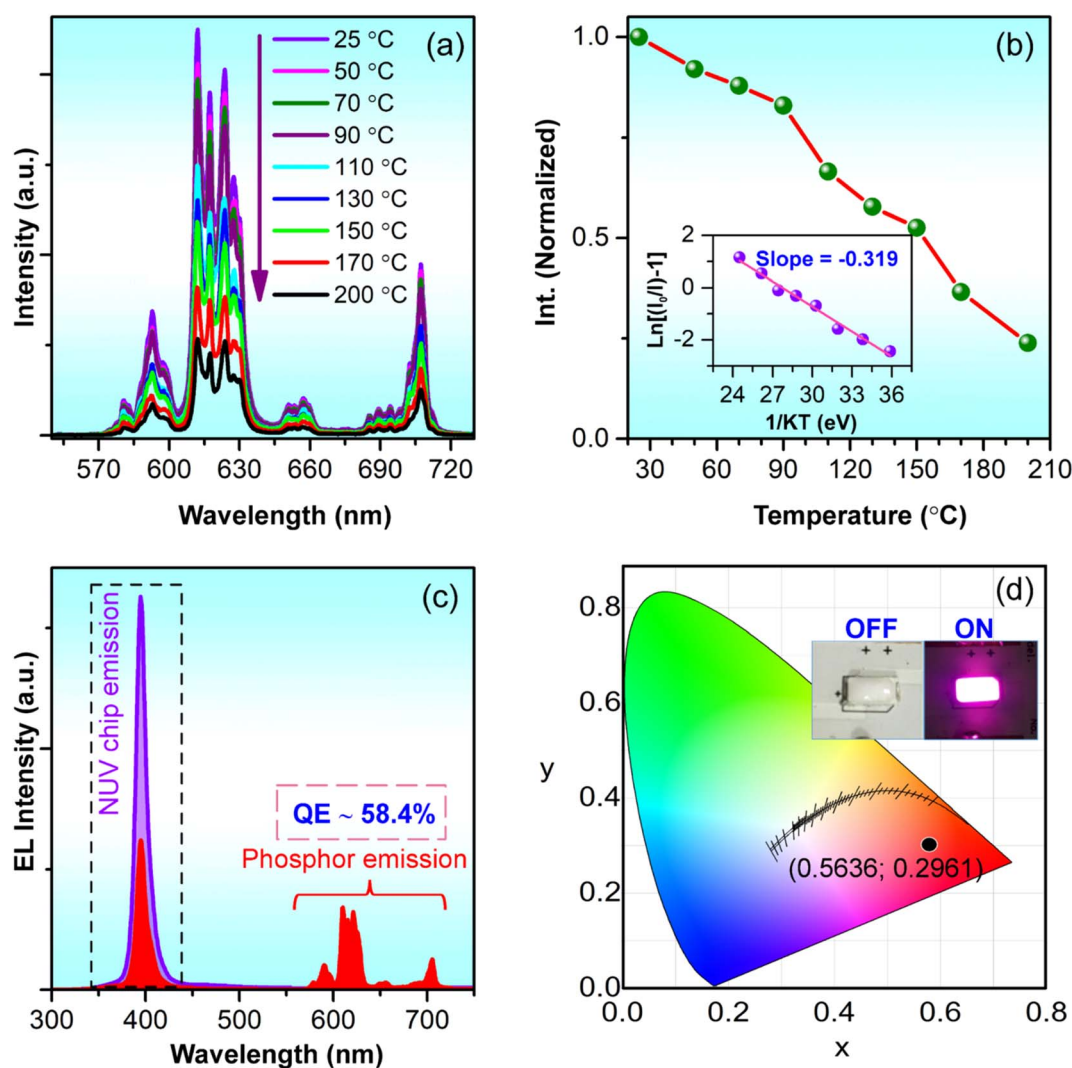 (a)
25 °C
50 °C
70 °C
90 °C
110 °C
130 °C
150 °C
170 °C
200 °C
Intensity (a.u.)
570 600 630 660 690 720
Wavelength (nm)
(b)
1.0
0.5
0.0
Int. (Normalized)
Slope = -0.319
2
0
-2
Ln[(I₀/I)-1]
24 27 30 33 36
1/KT (eV)
30 60 90 120 150 180 210
Temperature (°C)
(c)
NUV chip emission
QE ~ 58.4%
Phosphor emission
EL Intensity (a.u.)
300 400 500 600 700
Wavelength (nm)
(d)
OFF ON
0.8
0.6
0.4
0.2
0.0
y
(0.5636; 0.2961)
0.0 0.2 0.4 0.6 0.8
x